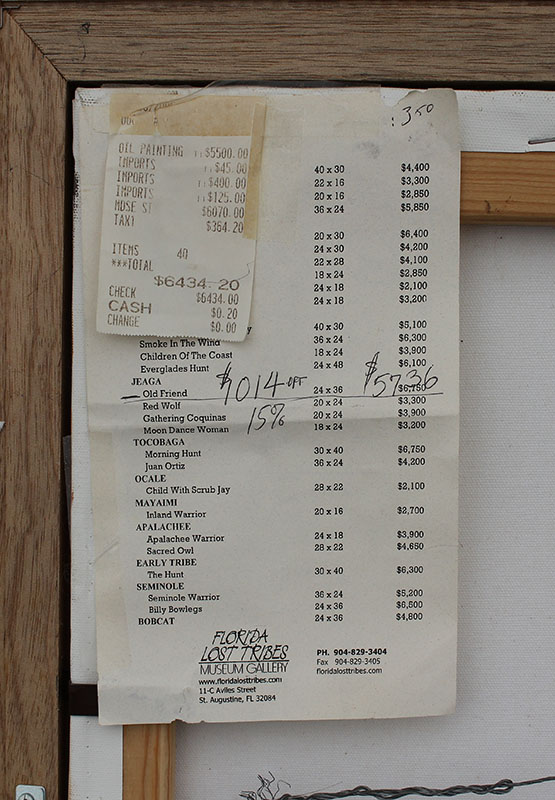 350
OIL PAINTING $5500.00
IMPORTS $45.00
IMPORTS $400.00
IMPORTS $125.00
MDSE ST $6070.00
TAX1 $364.20
ITEMS 4Q
***TOTAL
$6434.20
CHECK $6434.00
CASH $0.20
CHANGE $0.00
40 x 30 $4,400
22 x 16 $3,300
20 x 16 $2,850
36 x 24 $5,850
20 x 30 $6,400
24 x 30 $4,200
22 x 28 $4,100
18 x 24 $2,850
24 x 18 $2,100
24 x 18 $3,200
y 40 x 30 $5,100
Smoke In The Wind 36 x 24 $6,300
Children Of The Coast 18 x 24 $3,900
Everglades Hunt 24 x 48 $6,100
JEAGA
Old Friend $1014 off 24 x 36 $6,750 $5736
Red Wolf 20 x 24 $3,300
Gathering Coquinas 15% 20 x 24 $3,900
Moon Dance Woman 18 x 24 $3,200
TOCOBAGA
Morning Hunt 30 x 40 $6,750
Juan Ortiz 36 x 24 $4,200
OCALE
Child With Scrub Jay 28 x 22 $2,100
MAYAIMI
Inland Warrior 20 x 16 $2,700
APALACHEE
Apalachee Warrior 24 x 18 $3,900
Sacred Owl 28 x 22 $4,650
EARLY TRIBE
The Hunt 30 x 40 $6,300
SEMINOLE
Seminole Warrior 36 x 24 $5,200
Billy Bowlegs 24 x 36 $6,500
BOBCAT 24 x 36 $4,800
FLORIDA
LOST TRIBES
MUSEUM GALLERY
www.floridalosttribes.com
11-C Aviles Street
St. Augustine, FL 32084
PH. 904-829-3404
Fax 904-829-3405
floridalosttribes.com